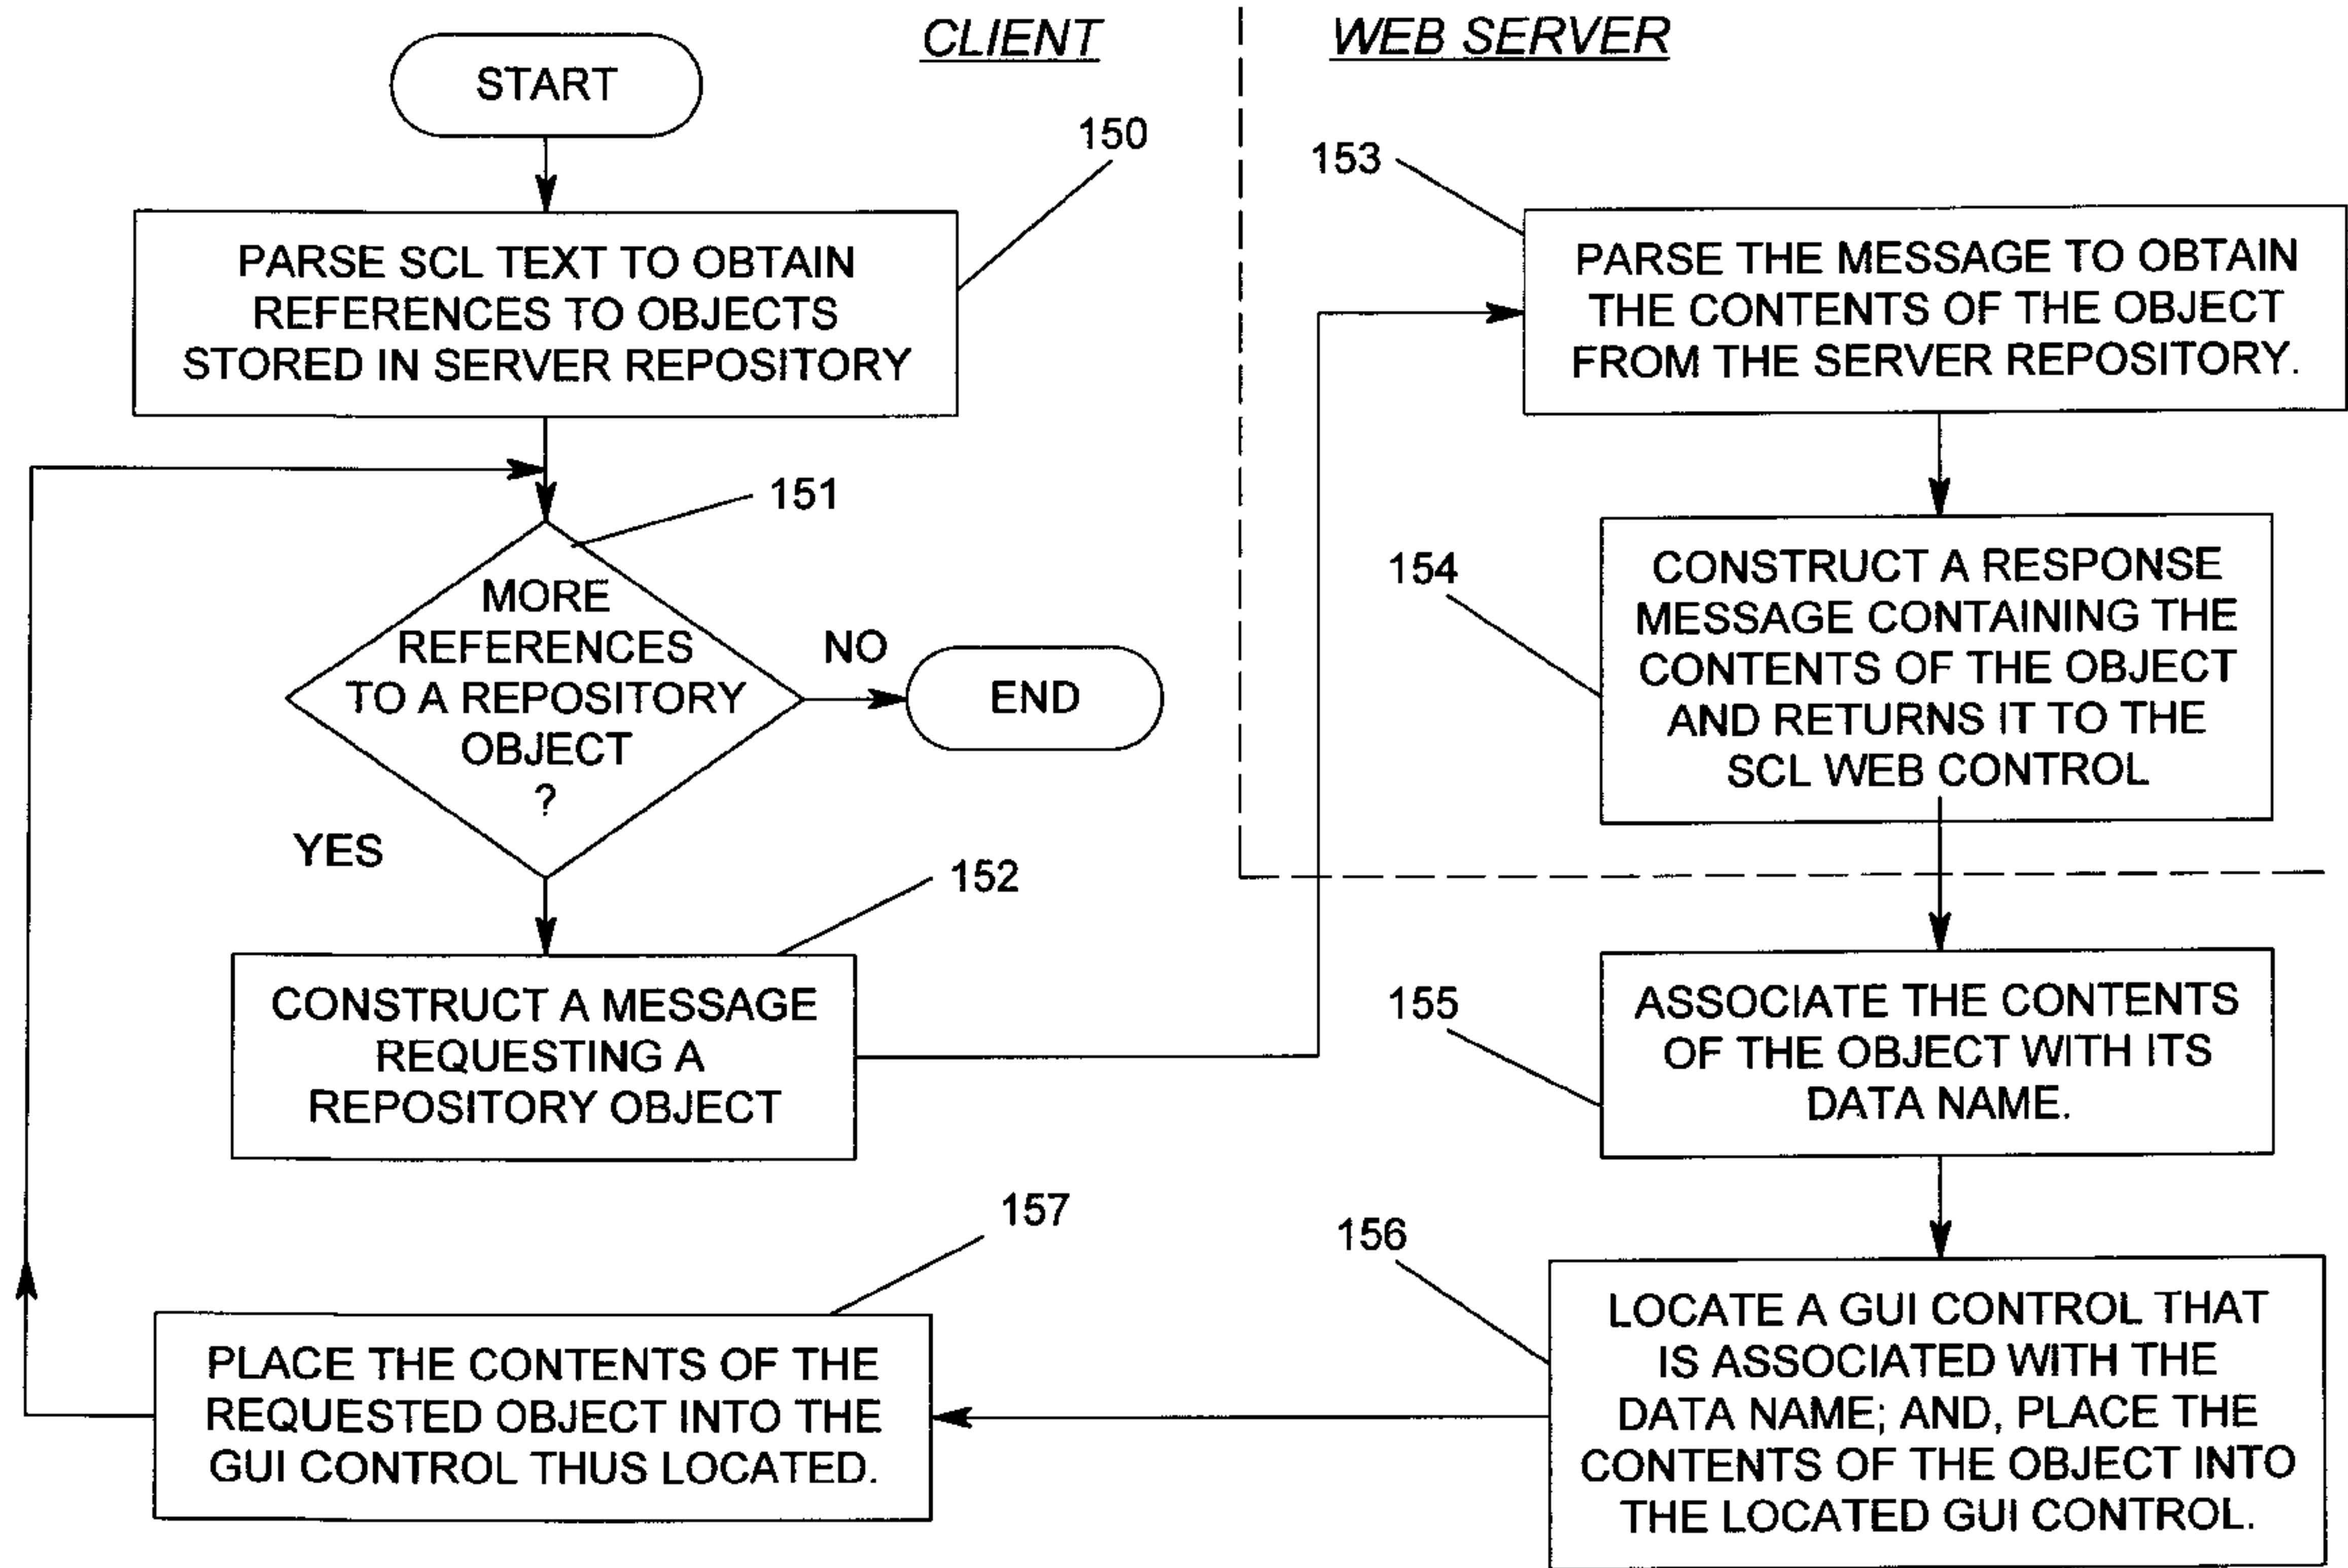 CLIENT
WEB SERVER
START
150
PARSE SCL TEXT TO OBTAIN
REFERENCES TO OBJECTS
STORED IN SERVER REPOSITORY
151
MORE
REFERENCES
TO A REPOSITORY
OBJECT
?
NO
END
YES
152
CONSTRUCT A MESSAGE
REQUESTING A
REPOSITORY OBJECT
153
PARSE THE MESSAGE TO OBTAIN
THE CONTENTS OF THE OBJECT
FROM THE SERVER REPOSITORY.
154
CONSTRUCT A RESPONSE
MESSAGE CONTAINING THE
CONTENTS OF THE OBJECT
AND RETURNS IT TO THE
SCL WEB CONTROL
155
ASSOCIATE THE CONTENTS
OF THE OBJECT WITH ITS
DATA NAME.
156
LOCATE A GUI CONTROL THAT
IS ASSOCIATED WITH THE
DATA NAME; AND, PLACE THE
CONTENTS OF THE OBJECT INTO
THE LOCATED GUI CONTROL.
157
PLACE THE CONTENTS OF THE
REQUESTED OBJECT INTO THE
GUI CONTROL THUS LOCATED.